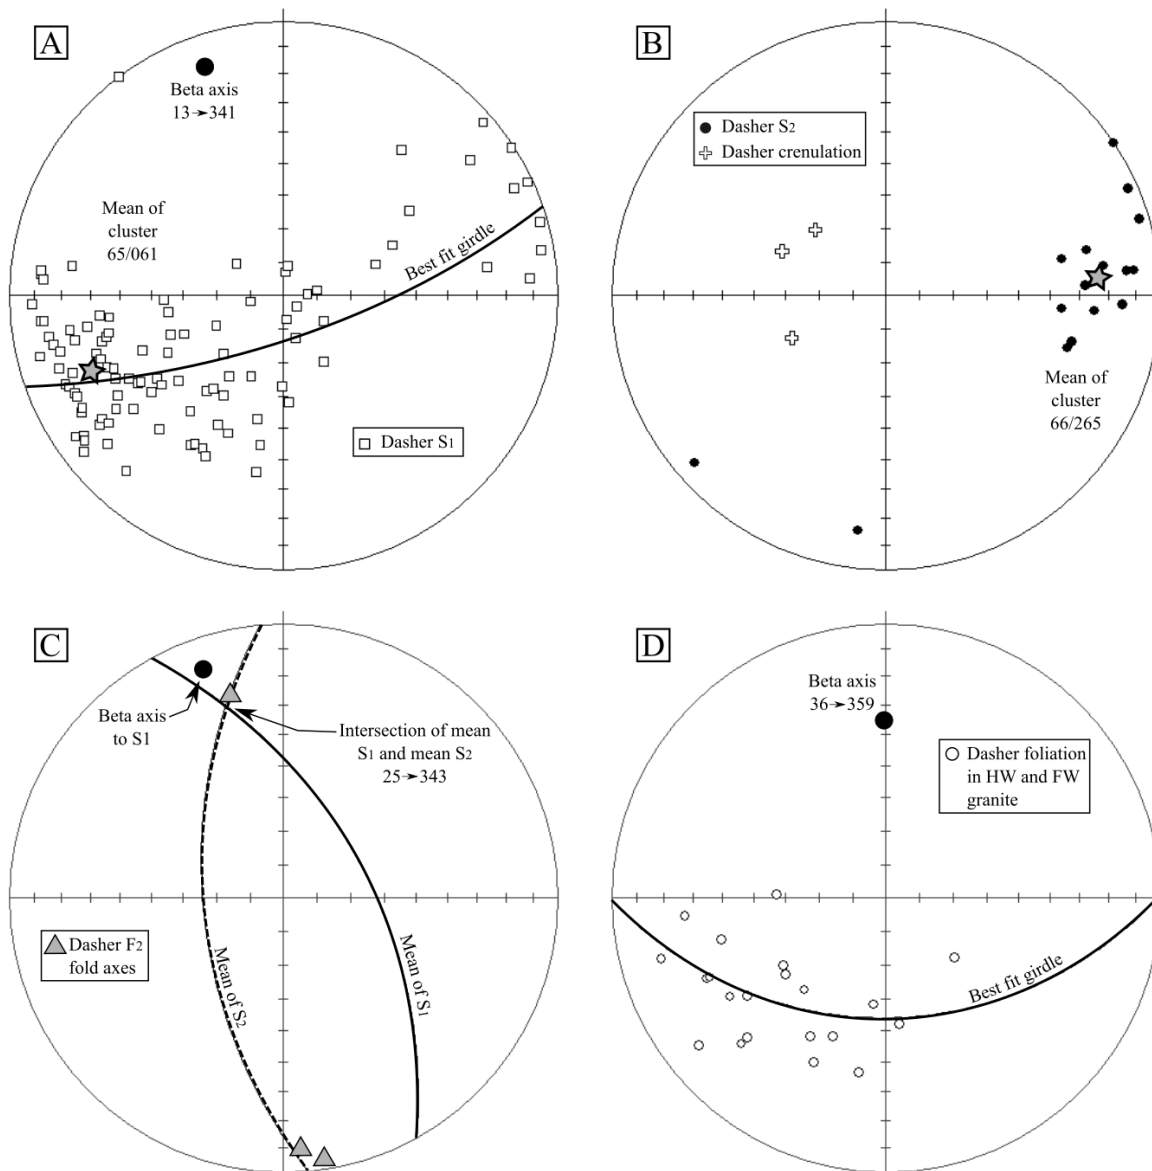 A
Beta axis
13→341
Mean of
cluster
65/061
Best fit girdle
Dasher S1
B
Dasher S2
Dasher crenulation
Mean of
cluster
66/265
C
Beta axis
to S1
Intersection of mean
S1 and mean S2
25→343
Dasher F2
fold axes
Mean of S2
Mean of S1
D
Beta axis
36→359
Dasher foliation
in HW and FW
granite
Best fit girdle